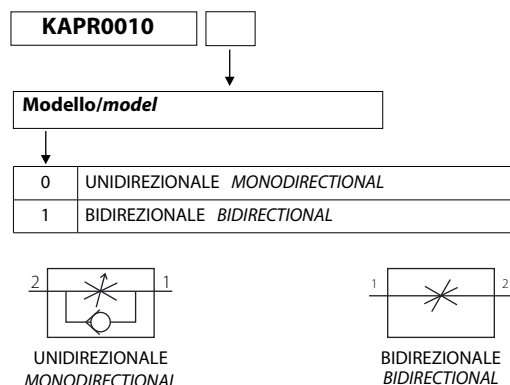 KAPR0010
Modello/model
0 UNIDIREZIONALE MONODIRECTIONAL
1 BIDIREZIONALE BIDIRECTIONAL
2 1
1 2
UNIDIREZIONALE
MONODIRECTIONAL
BIDIREZIONALE
BIDIRECTIONAL